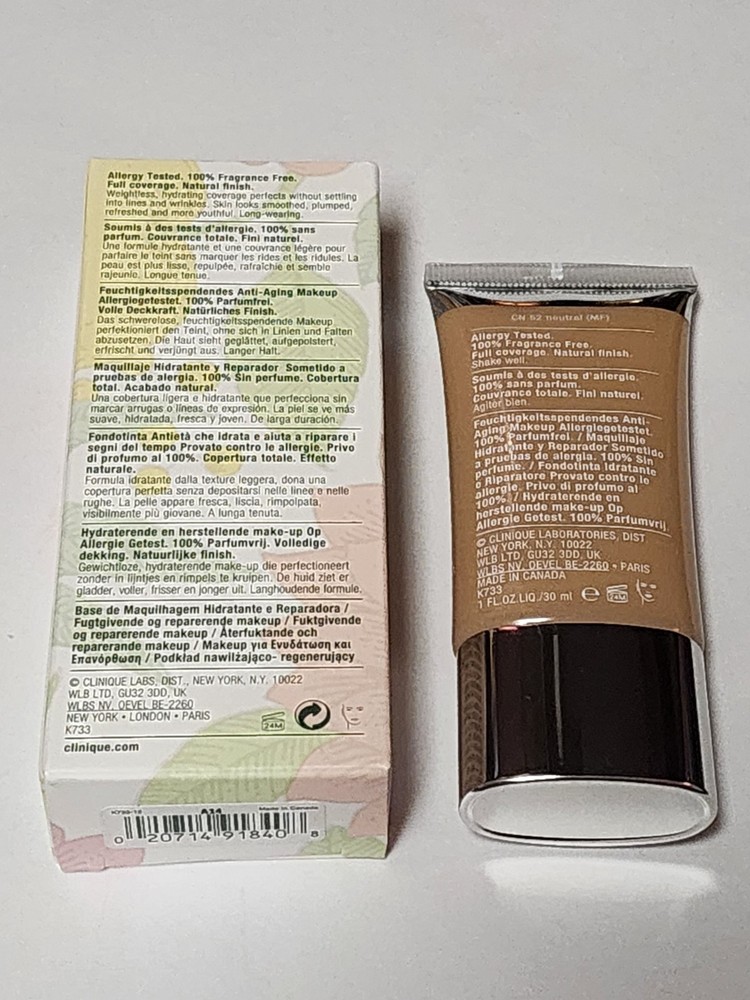 Allergy Tested. 100% Fragrance Free.
Full coverage. Natural finish.
Weightless, hydrating coverage perfects without settling
into lines and wrinkles. Skin looks smoothed, plumped,
refreshed and more youthful. Long-wearing.
Soumis à des tests d'allergie. 100% sans
parfum. Couvrance totale. Fini naturel.
Une formule hydratante et une couvrance légère pour
parfaire le teint sans marquer les rides et les ridules. La
peau est plus lisse, repulpée, rafraîchie et semble
rajeunie. Longue tenue.
Feuchtigkeitsspendendes Anti-Aging Makeup
Allergiegetestet. 100% Parfumfrei.
Volle Deckkraft. Natürliches Finish.
Das schwerelose, feuchtigkeitsspendende Makeup
perfektioniert den Teint, ohne sich in Linien und Falten
abzusetzen. Die Haut sieht geglättet, aufgepolstert,
erfrischt und verjüngt aus. Langer Halt.
Maquillaje Hidratante y Reparador Sometido a
pruebas de alergia. 100% Sin perfume. Cobertura
total. Acabado natural.
Una cobertura ligera e hidratante que perfecciona sin
marcar arrugas o líneas de expresión. La piel se ve más
suave, hidratada, fresca y joven. De larga duración.
Fondotinta Antietà che idrata e aiuta a riparare i
segni del tempo Provato contro le allergie. Privo
di profumo al 100%. Copertura totale. Effetto
naturale.
Formula idratante dalla texture leggera, dona una
copertura perfetta senza depositarsi nelle linee e nelle
rughe. La pelle appare fresca, liscia, rimpolpata,
visibilmente più giovane. A lunga tenuta.
Hydraterende en herstellende make-up Op
Allergie Getest. 100% Parfumvrij. Volledige
dekking. Natuurlijke finish.
Gewichtloze, hydraterende make-up die perfectioneert
zonder in lijntjes en rimpels te kruipen. De huid ziet er
gladder, voller, frisser en jonger uit. Langhoudende formule.
Base de Maquilhagem Hidratante e Reparadora /
Fugtgivende og reparerende makeup / Fuktgivende
og reparerende makeup / Återfuktande och
reparerande makeup / Makeup για Ενυδάτωση και
Επανόρθωση / Podkład nawilżająco- regenerujący
© CLINIQUE LABS, DIST., NEW YORK, N.Y. 10022
WLB LTD, GU32 3DD, UK
WLBS NV, OEVEL BE-2260
NEW YORK • LONDON • PARIS
K733
24M
clinique.com
K733-12 A14 Made in Canada
0 20714 91840 8
CN 52 neutral (MF)
Allergy Tested.
100% Fragrance Free.
Full coverage. Natural finish.
Shake well.
Soumis à des tests d'allergie.
100% sans parfum.
Couvrance totale. Fini naturel.
Agiter bien.
Feuchtigkeitsspendendes Anti-
Aging Makeup Allergiegetestet.
100% Parfumfrei. / Maquillaje
Hidratante y Reparador Sometido
a pruebas de alergia. 100% Sin
perfume. / Fondotinta Idratante
e Riparatore Provato contro le
allergie. Privo di profumo al
100%. / Hydraterende en
herstellende make-up Op
Allergie Getest. 100% Parfumvrij.
© CLINIQUE LABORATORIES, DIST
NEW YORK, N.Y. 10022
WLB LTD, GU32 3DD, UK
WLBS NV, OEVEL BE-2260 • PARIS
MADE IN CANADA
K733
1 FL.OZ.LIQ./30 ml e 24M